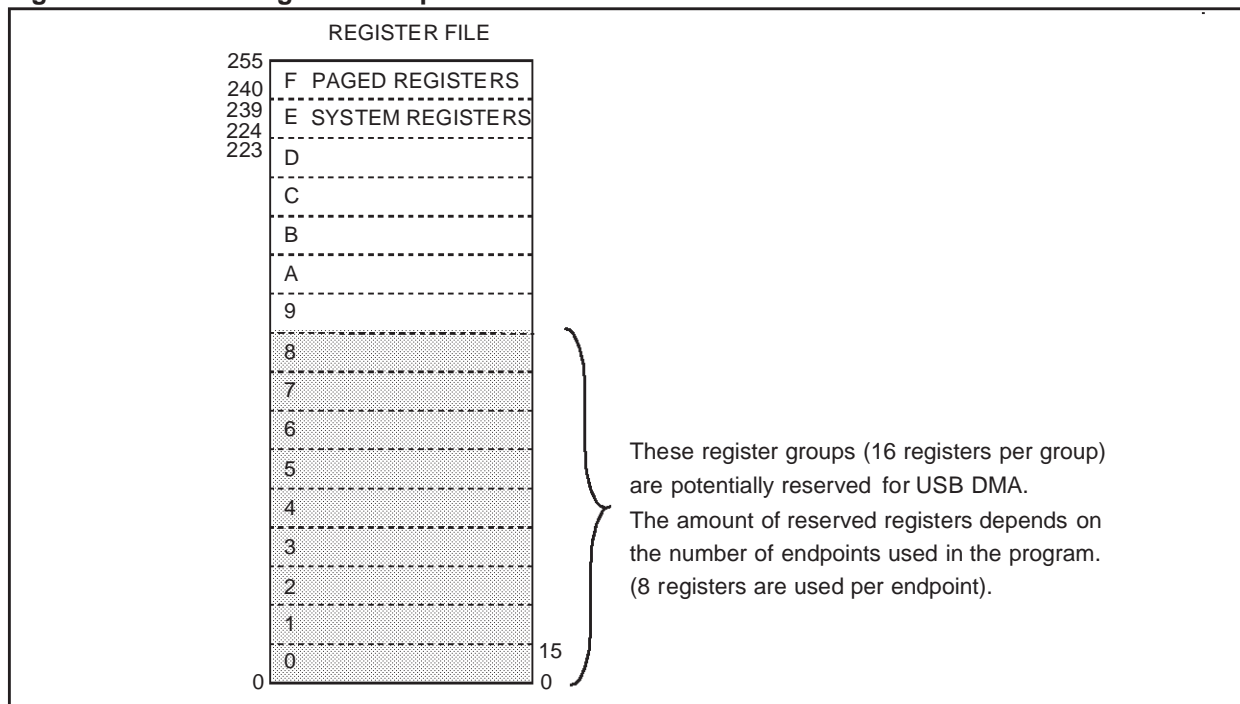 REGISTER FILE
255
F PAGED REGISTERS
240
239
E SYSTEM REGISTERS
224
223
D
C
B
A
9
8
7
6
5
4
3
2
1
0
15
0
0
These register groups (16 registers per group)
are potentially reserved for USB DMA.
The amount of reserved registers depends on
the number of endpoints used in the program.
(8 registers are used per endpoint).